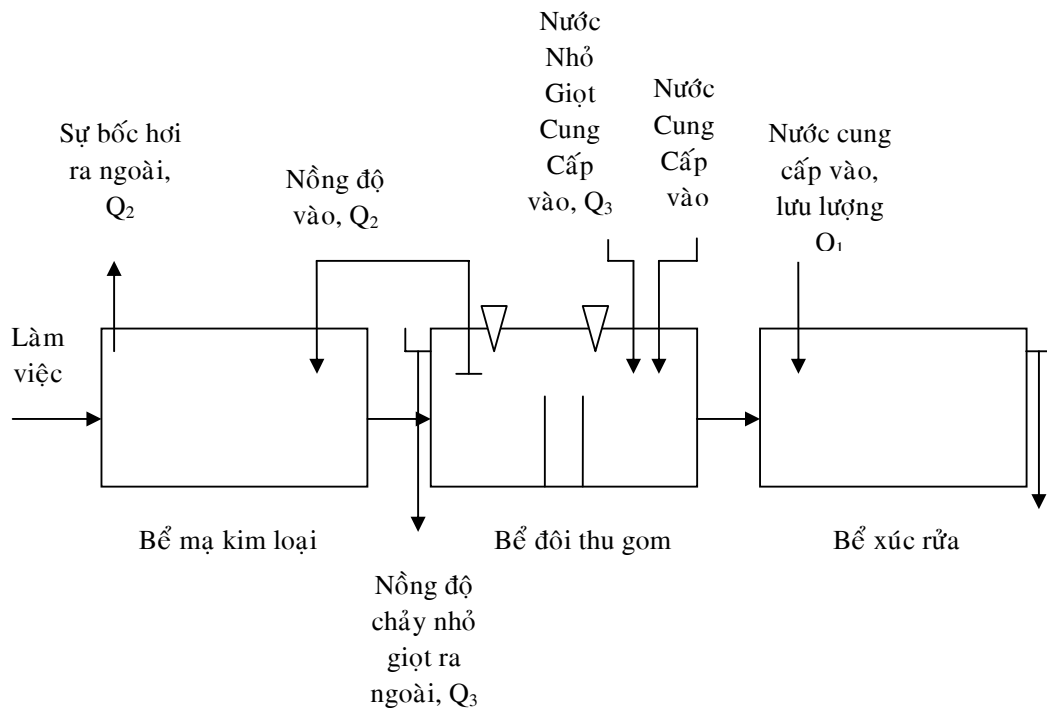 Nước
Nhỏ
Giọt
Cung
Cấp
vào, Q₃
Nước
Cung
Cấp
vào
Sự bốc hơi
ra ngoài,
Q₂
Nồng độ
vào, Q₂
Nước cung
cấp vào,
lưu lượng
Q₁
Làm
việc
Bể mạ kim loại
Bể đôi thu gom
Bể xúc rửa
Nồng độ
chảy nhỏ
giọt ra
ngoài, Q₃